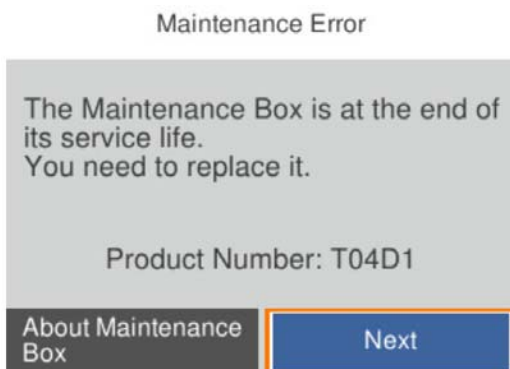 Maintenance Error
The Maintenance Box is at the end of
its service life.
You need to replace it.
Product Number: T04D1
About Maintenance
Box
Next